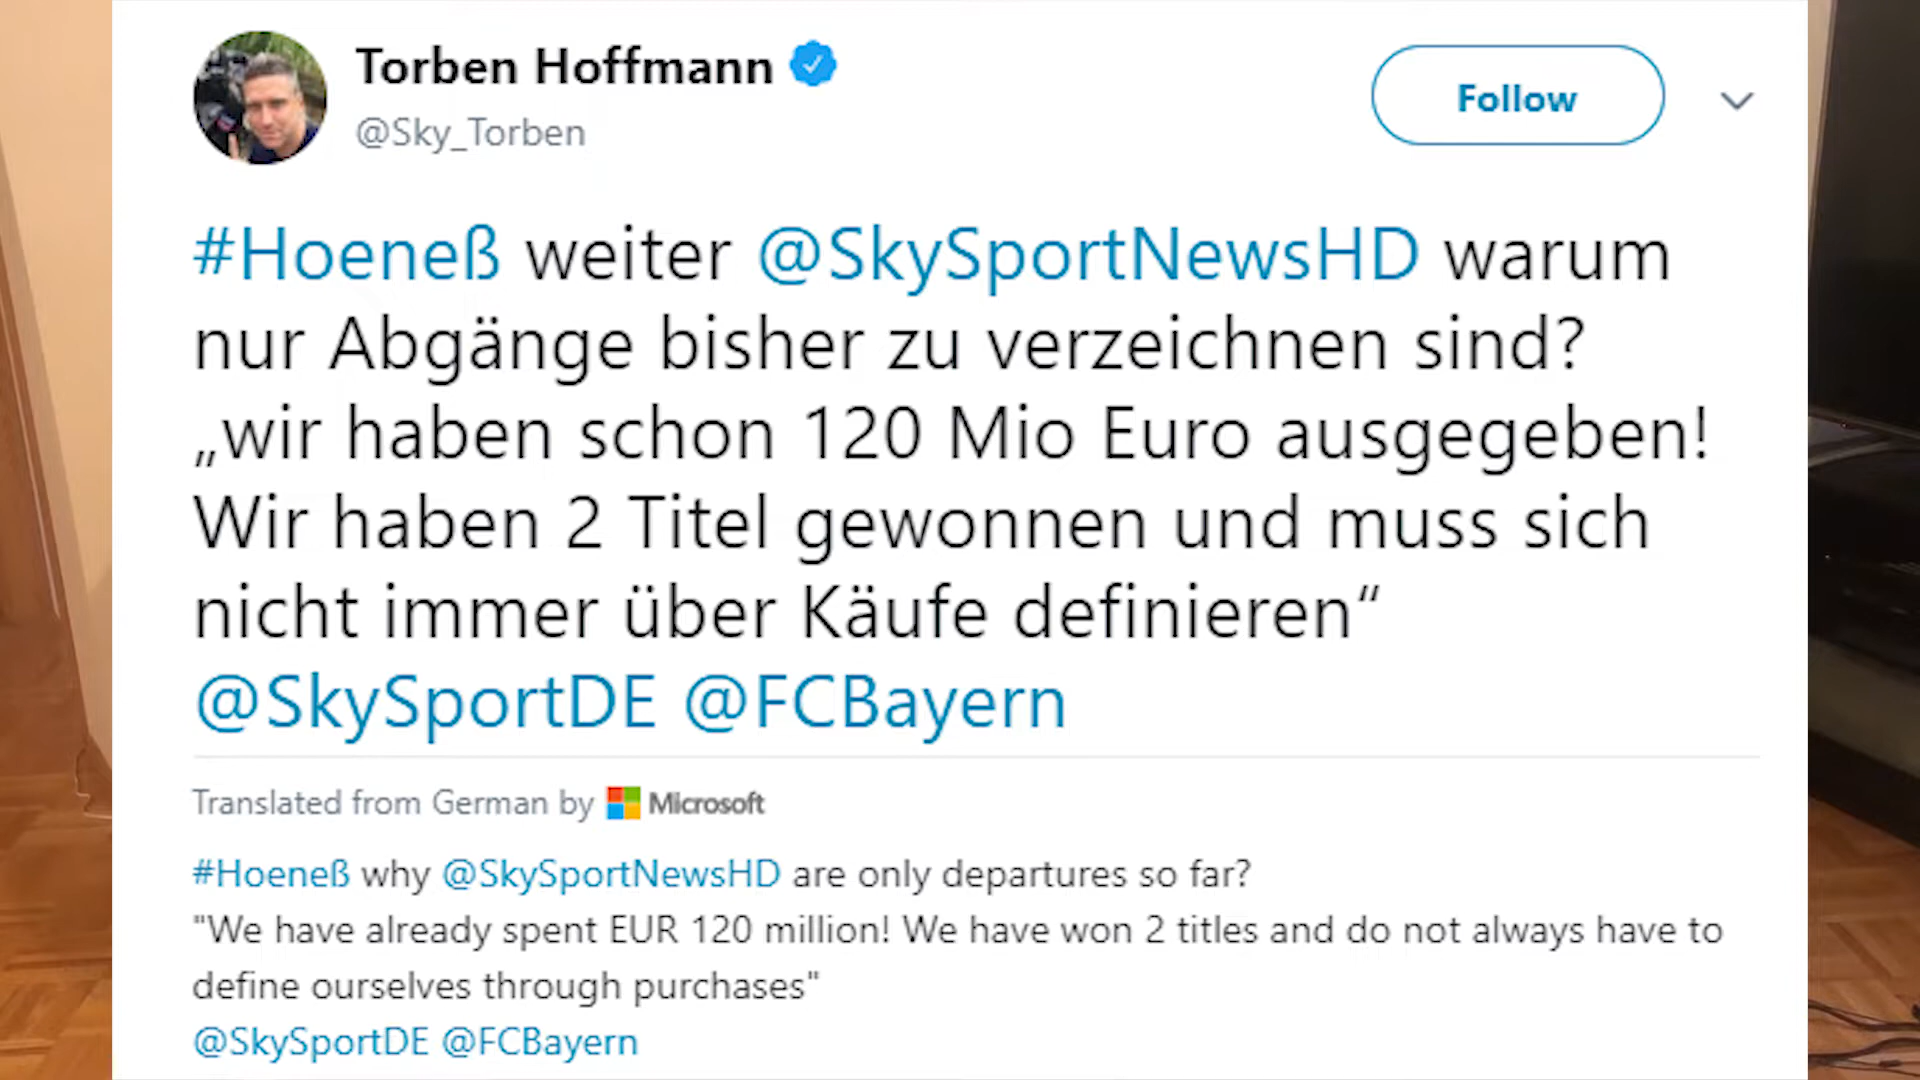 Torben Hoffmann
@Sky_Torben
Follow
#Hoeneß weiter @SkySportNewsHD warum
nur Abgänge bisher zu verzeichnen sind?
„wir haben schon 120 Mio Euro ausgegeben!
Wir haben 2 Titel gewonnen und muss sich
nicht immer über Käufe definieren“
@SkySportDE @FCBayern
Translated from German by Microsoft
#Hoeneß why @SkySportNewsHD are only departures so far?
"We have already spent EUR 120 million! We have won 2 titles and do not always have to
define ourselves through purchases"
@SkySportDE @FCBayern